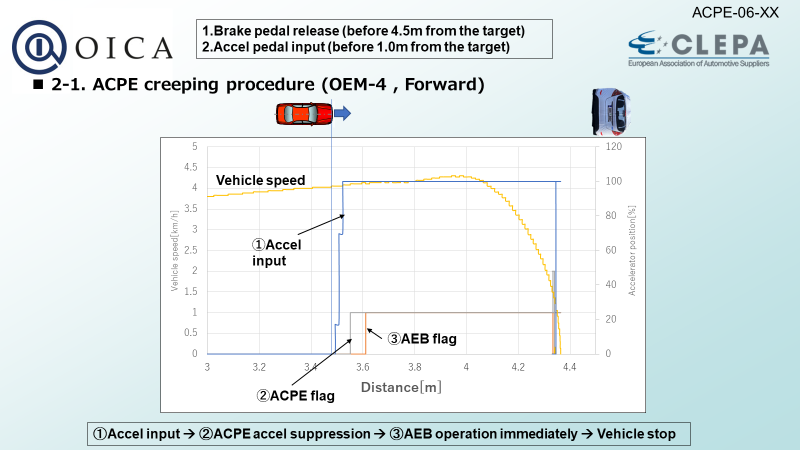 ACPE-06-XX
OICA
1.Brake pedal release (before 4.5m from the target)
2.Accel pedal input (before 1.0m from the target)
CLEPA
European Association of Automotive Suppliers
■ 2-1. ACPE creeping procedure (OEM-4 , Forward)
5
4.5
4
3.5
3
2.5
2
1.5
1
0.5
0
Vehicle speed[km/h]
120
100
80
60
40
20
0
Accelerator position[%]
Vehicle speed
①Accel
input
③AEB flag
②ACPE flag
3
3.2
3.4
3.6
3.8
4
4.2
4.4
Distance[m]
①Accel input → ②ACPE accel suppression → ③AEB operation immediately → Vehicle stop